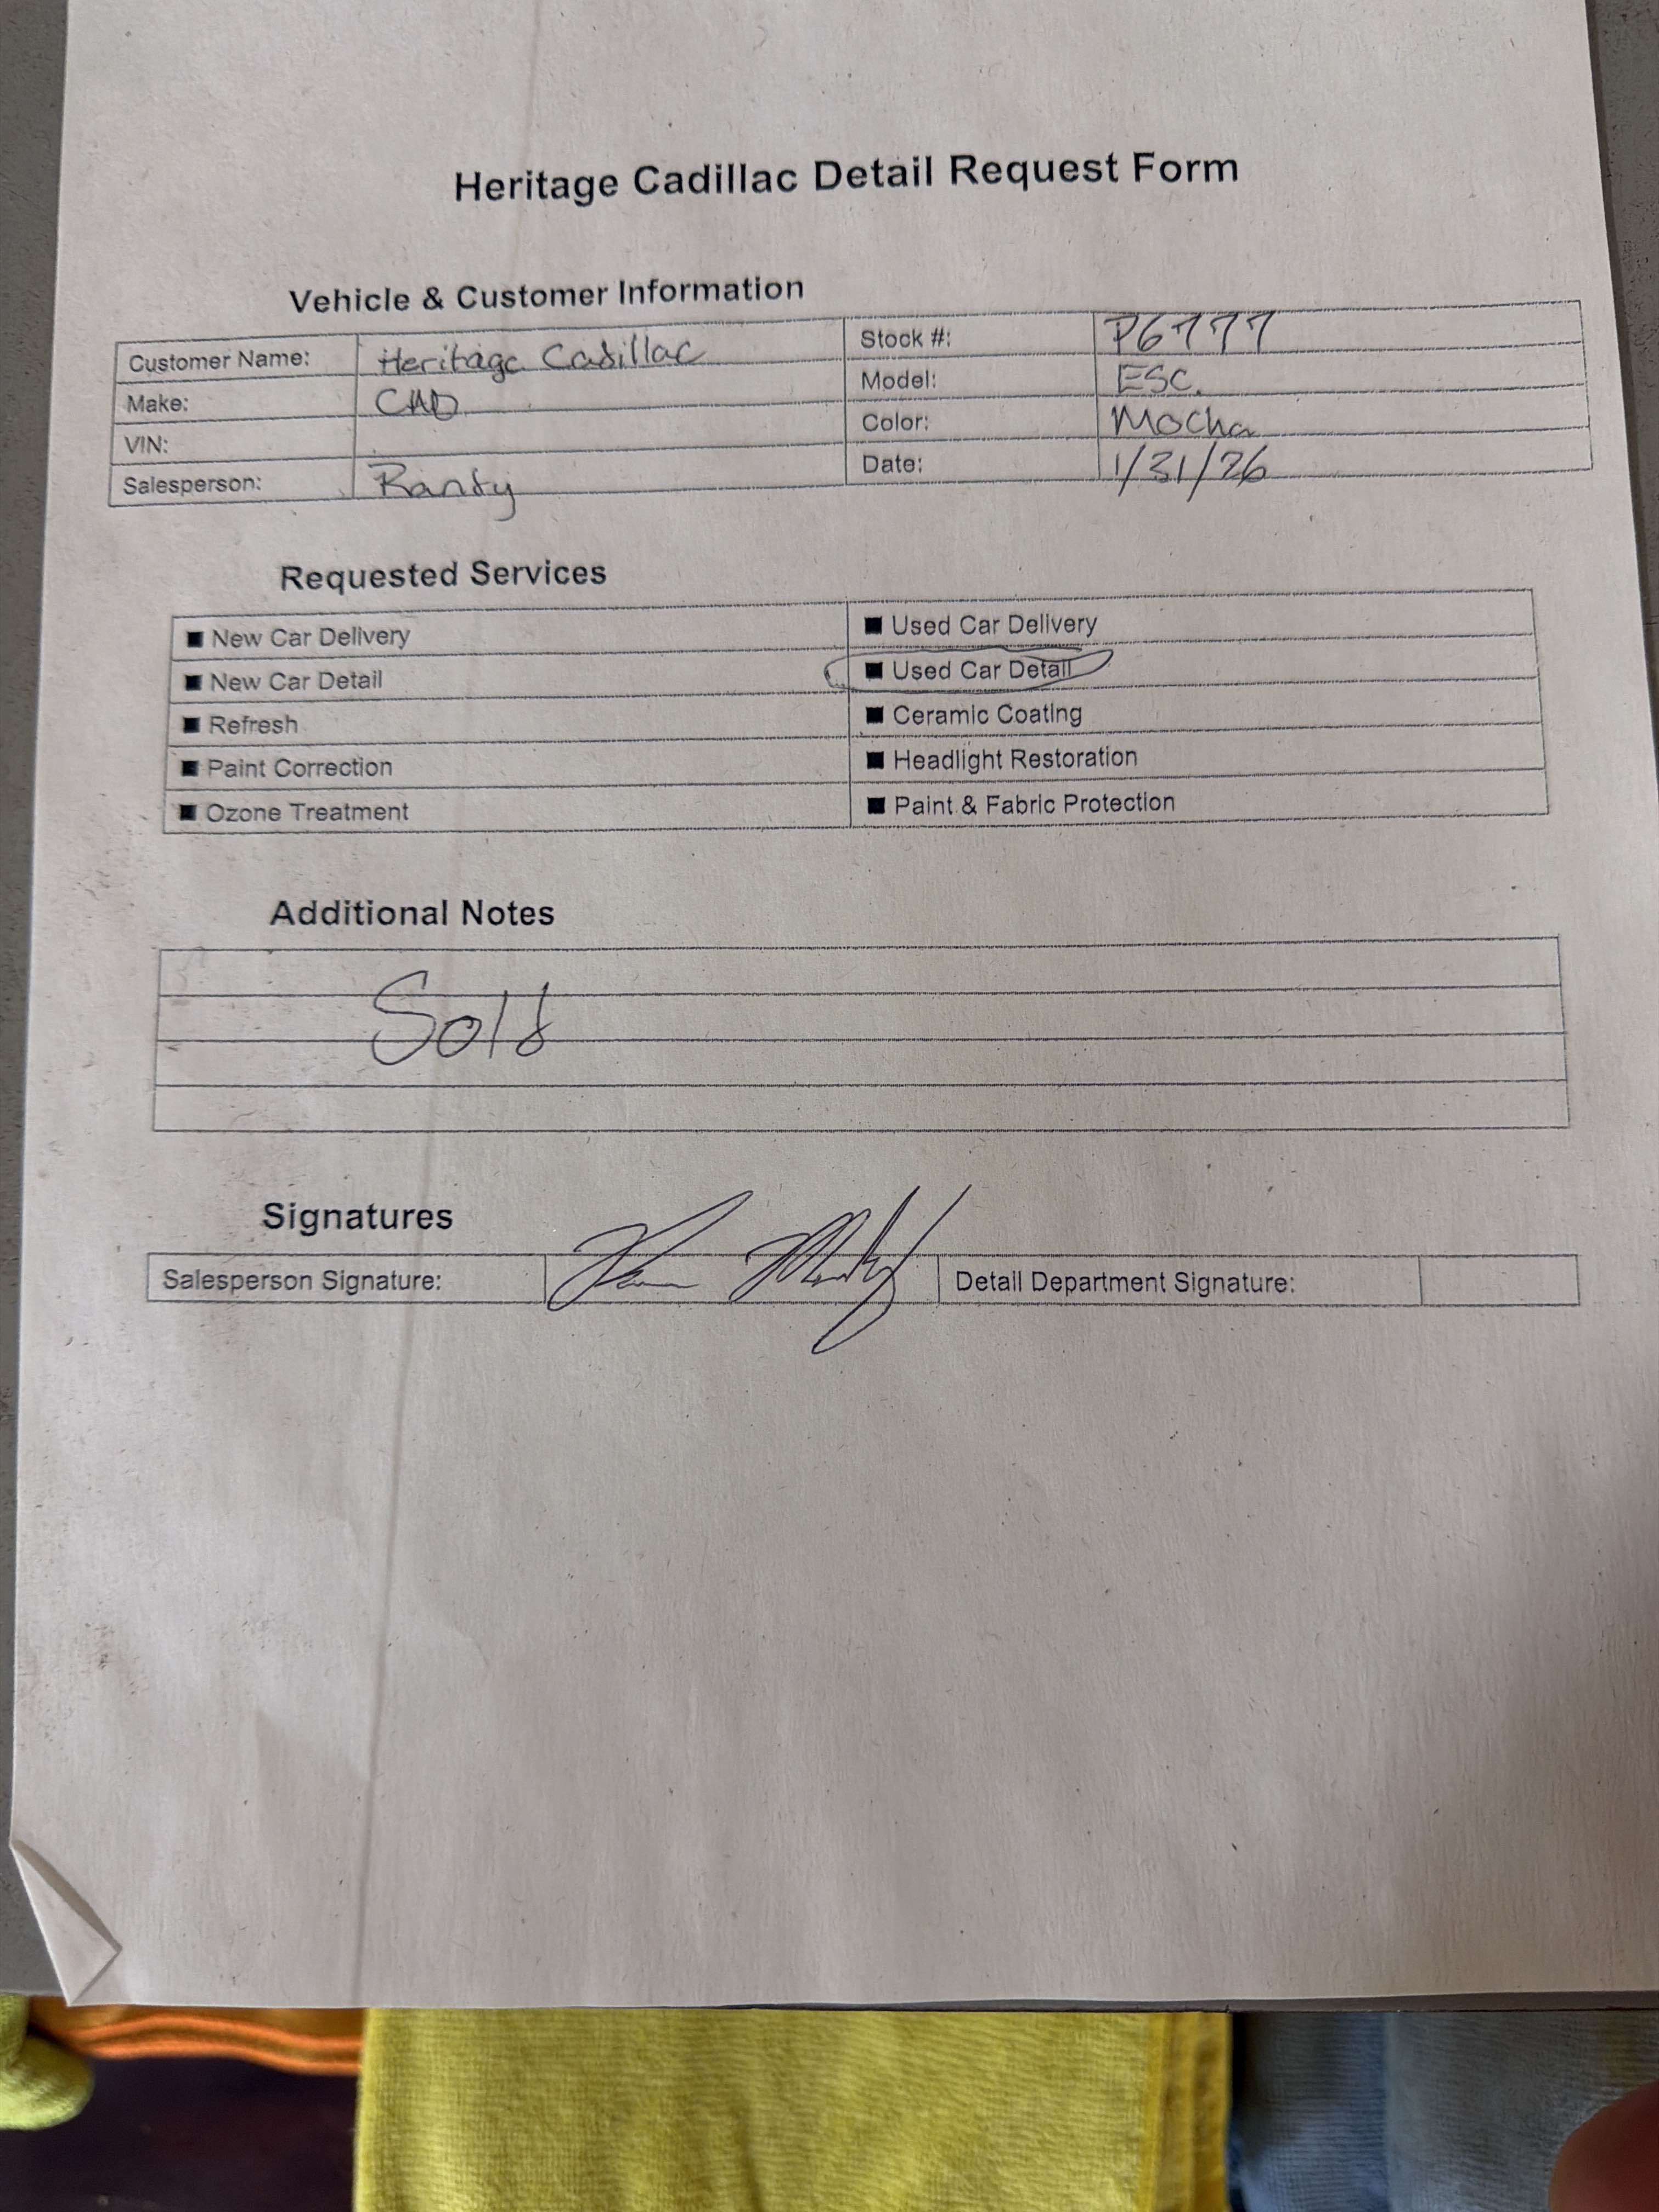 Heritage Cadillac Detail Request Form
Vehicle & Customer Information
Customer Name: Heritage Cadillac Stock #: P6777
Make: CAD Model: ESC.
VIN: Color: Mocha
Salesperson: Randy Date: 1/31/26
Requested Services
■ New Car Delivery ■ Used Car Delivery
■ New Car Detail ■ Used Car Detail
■ Refresh ■ Ceramic Coating
■ Paint Correction ■ Headlight Restoration
■ Ozone Treatment ■ Paint & Fabric Protection
Additional Notes
Sold
Signatures
Salesperson Signature: Detail Department Signature: